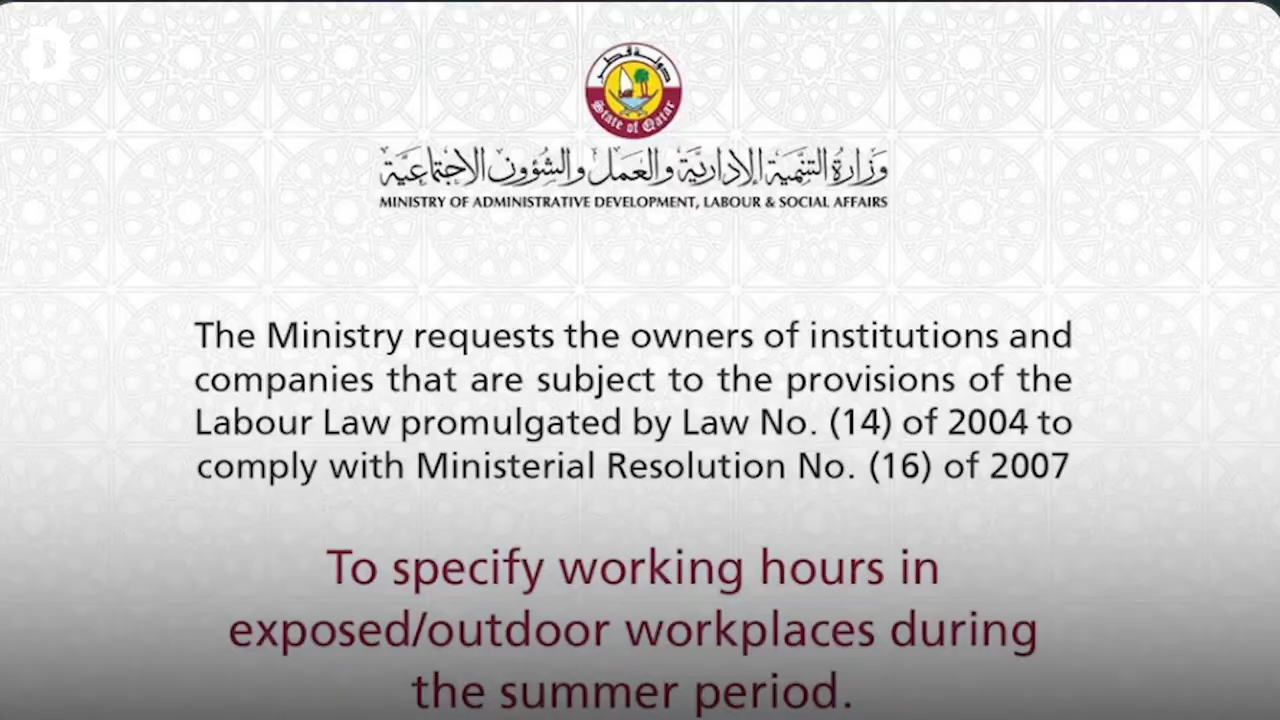 دولة قطر
State of Qatar
وزارة التنمية الإدارية والعمل والشؤون الاجتماعية
MINISTRY OF ADMINISTRATIVE DEVELOPMENT, LABOUR & SOCIAL AFFAIRS
The Ministry requests the owners of institutions and
companies that are subject to the provisions of the
Labour Law promulgated by Law No. (14) of 2004 to
comply with Ministerial Resolution No. (16) of 2007
To specify working hours in
exposed/outdoor workplaces during
the summer period.